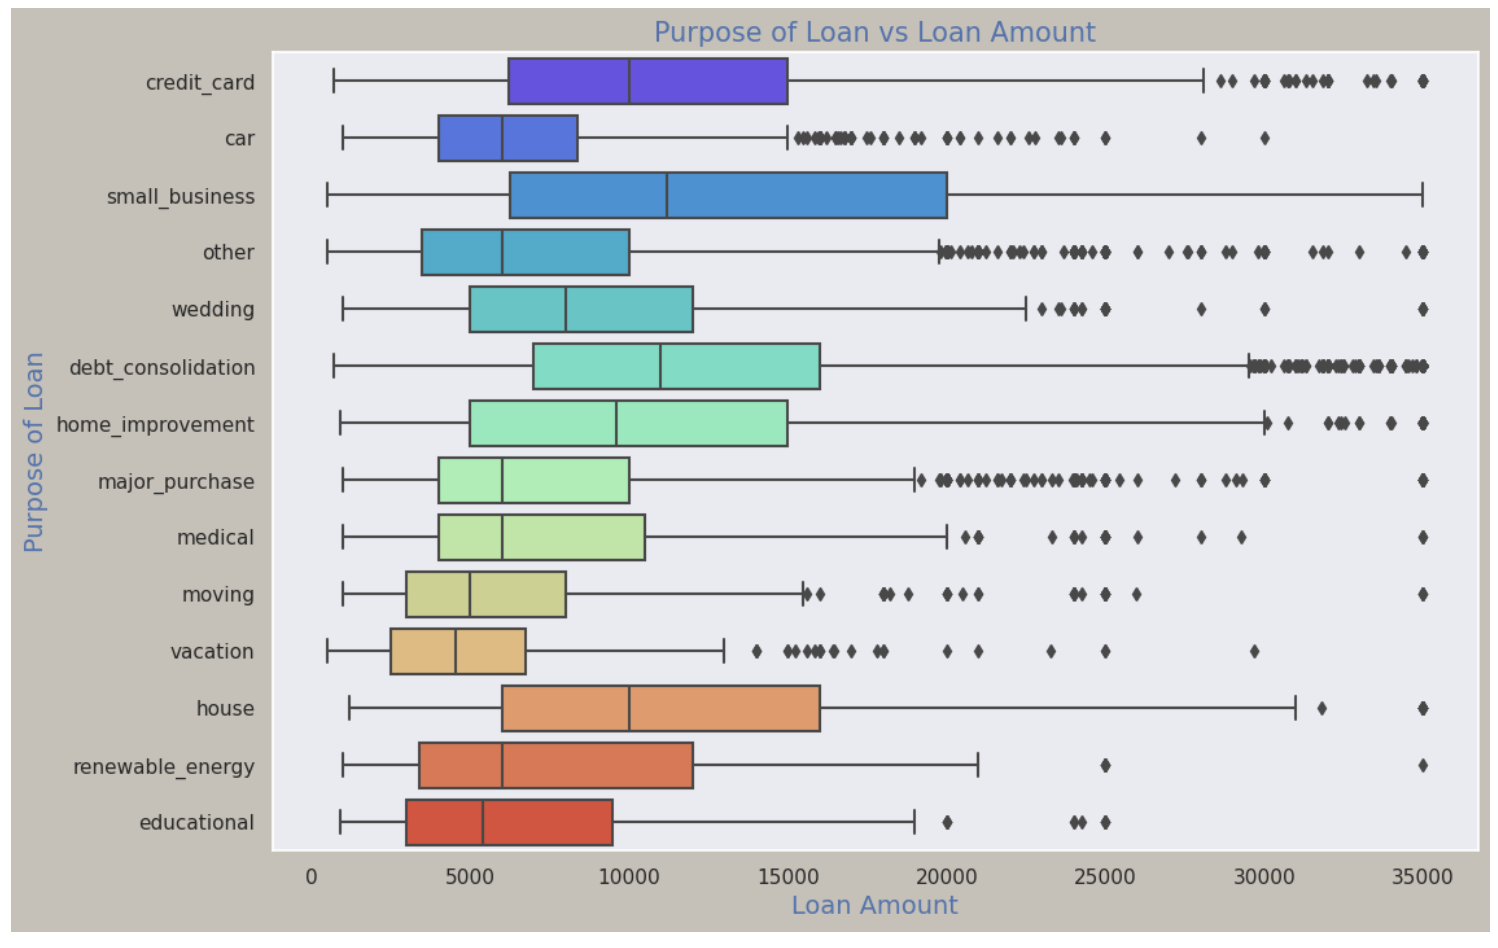 Purpose of Loan vs Loan Amount
Purpose of Loan
credit_card
car
small_business
other
wedding
debt_consolidation
home_improvement
major_purchase
medical
moving
vacation
house
renewable_energy
educational
0 5000 10000 15000 20000 25000 30000 35000
Loan Amount